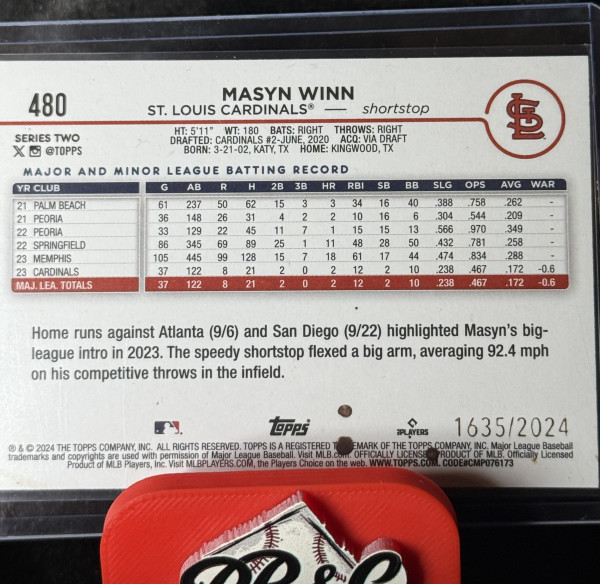 480
MASYN WINN
ST. LOUIS CARDINALS® — shortstop
SERIES TWO
X @TOPPS
HT: 5'11" WT: 180 BATS: RIGHT THROWS: RIGHT
DRAFTED: CARDINALS #2-JUNE, 2020 ACQ: VIA DRAFT
BORN: 3-21-02, KATY, TX HOME: KINGWOOD, TX
MAJOR AND MINOR LEAGUE BATTING RECORD
YR CLUB G AB R H 2B 3B HR RBI SB BB SLG OPS AVG WAR
21 PALM BEACH 61 237 50 62 15 3 3 34 16 40 .388 .758 .262 -
21 PEORIA 36 148 26 31 4 2 2 10 16 6 .304 .544 .209 -
22 PEORIA 33 129 22 45 11 7 1 15 15 13 .566 .970 .349 -
22 SPRINGFIELD 86 345 69 89 25 1 11 48 28 50 .432 .781 .258 -
23 MEMPHIS 105 445 99 128 15 7 18 61 17 44 .474 .834 .288 -
23 CARDINALS 37 122 8 21 2 0 2 12 2 10 .238 .467 .172 -0.6
MAJ. LEA. TOTALS 37 122 8 21 2 0 2 12 2 10 .238 .467 .172 -0.6
Home runs against Atlanta (9/6) and San Diego (9/22) highlighted Masyn's big-
league intro in 2023. The speedy shortstop flexed a big arm, averaging 92.4 mph
on his competitive throws in the infield.
Topps
PLAYERS
1635/2024
® & © 2024 THE TOPPS COMPANY, INC. ALL RIGHTS RESERVED. TOPPS IS A REGISTERED EMARK OF THE TOPPS COMPANY, INC. Major League Baseball
trademarks and copyrights are used with permission of Major League Baseball. Visit MLB.com. OFFICIALLY LICENSED PRODUCT OF MLB. Officially Licensed
Product of MLB Players, Inc. Visit MLBPLAYERS.COM, the Players Choice on the web. WWW.TOPPS.COM. CODE#CMP076173